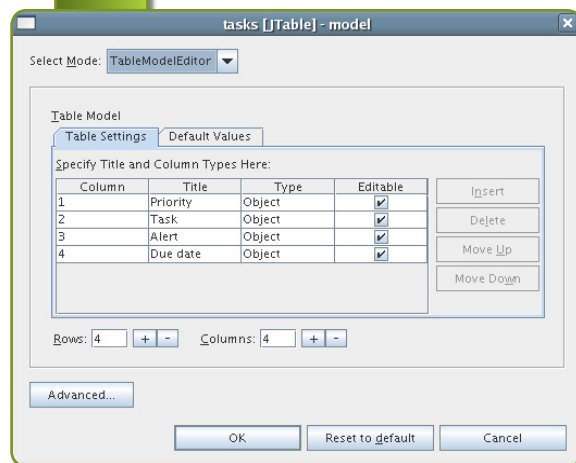 tasks [JTable] - model
Select Mode: TableModelEditor
Table Model
Table Settings Default Values
Specify Title and Column Types Here:
Column Title Type Editable
1 Priority Object
2 Task Object
3 Alert Object
4 Due date Object
Insert
Delete
Move Up
Move Down
Rows: 4 + - Columns: 4 + -
Advanced...
OK Reset to default Cancel